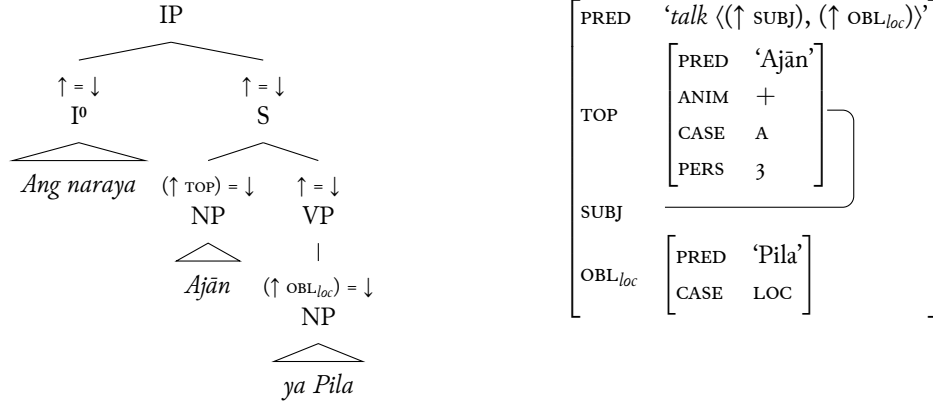 IP
↑ = ↓ ↑ = ↓
I⁰ S
Ang naraya (↑ TOP) = ↓ ↑ = ↓
NP VP
Ajān (↑ OBL_loc) = ↓
NP
ya Pila
PRED ‘talk ⟨(↑ SUBJ), (↑ OBL_loc)⟩’
PRED ‘Ajān’
ANIM +
TOP
CASE A
PERS 3
SUBJ
PRED ‘Pila’
OBL_loc
CASE LOC